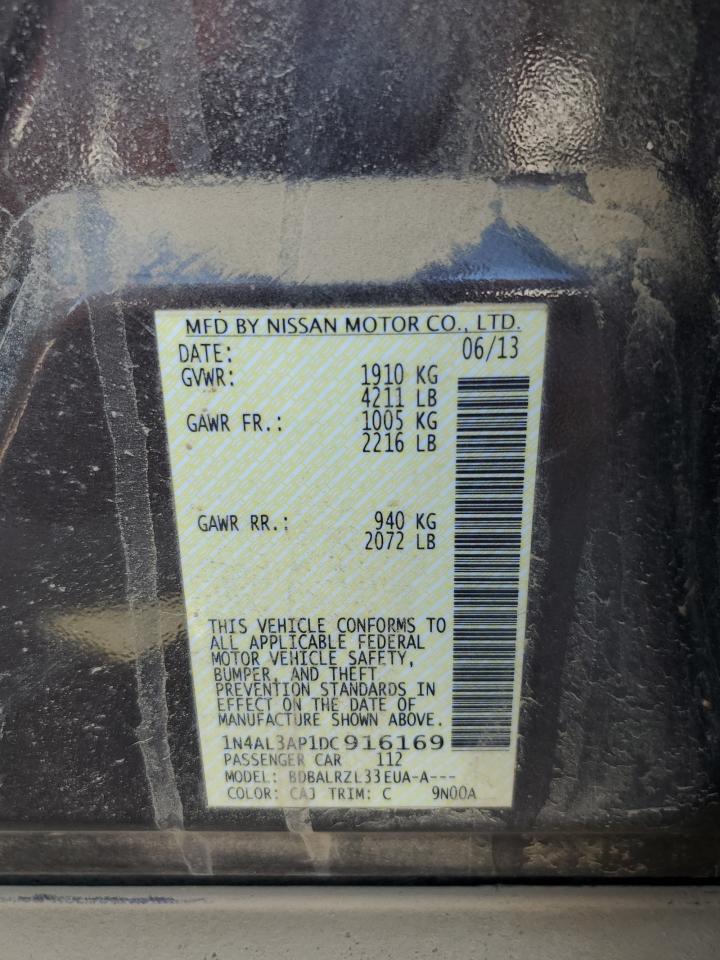 MFD BY NISSAN MOTOR CO., LTD.
DATE: 06/13
GVWR: 1910 KG
4211 LB
GAWR FR.: 1005 KG
2216 LB
GAWR RR.: 940 KG
2072 LB
THIS VEHICLE CONFORMS TO
ALL APPLICABLE FEDERAL
MOTOR VEHICLE SAFETY,
BUMPER, AND THEFT
PREVENTION STANDARDS IN
EFFECT ON THE DATE OF
MANUFACTURE SHOWN ABOVE.
1N4AL3AP1DC916169
PASSENGER CAR 112
MODEL: BDBALRZL33EUA-A---
COLOR: CAJ TRIM: C 9N00A